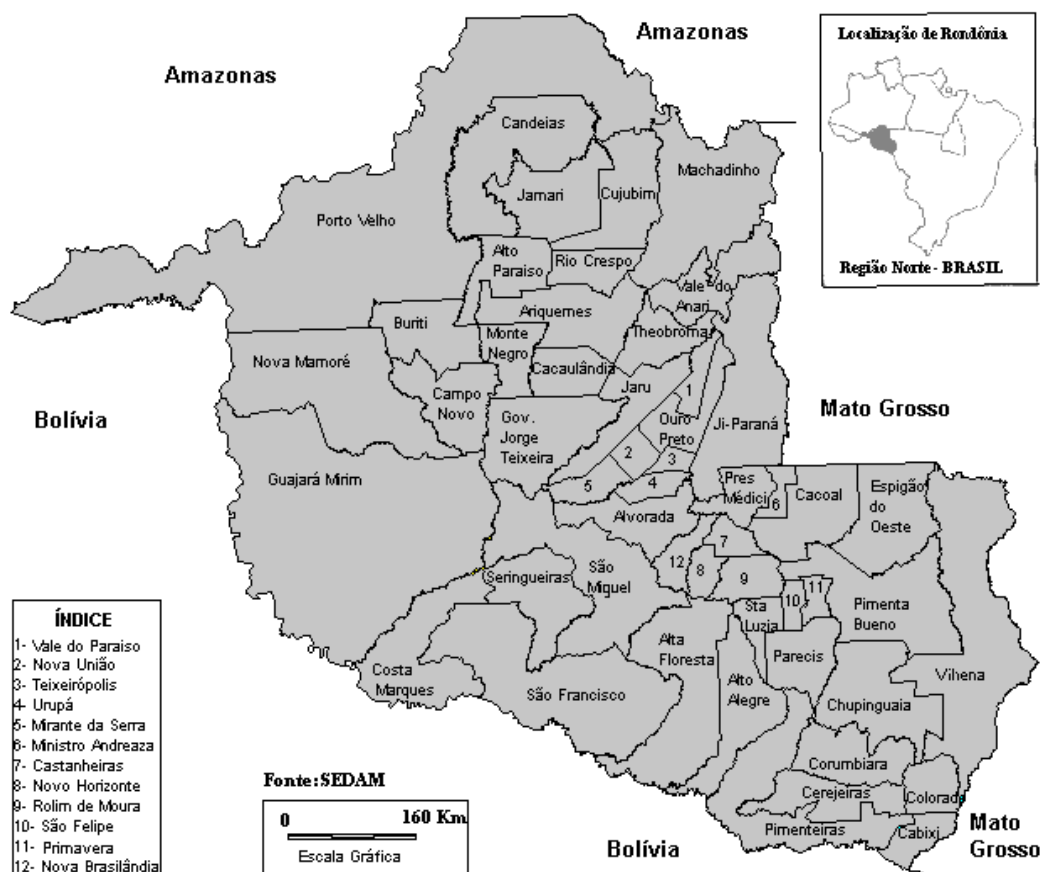 Amazonas
Amazonas
Localização de Rondônia
Candeias
Machadinho
Jamari
Cujubim
Porto Velho
Alto
Paraiso
Rio Crespo
Região Norte - BRASIL
Vale do
Anari
Ariquemes
Buriti
Monte
Negro
Theobroma
Nova Mamoré
Cacaulândia
Jaru
1
Campo
Novo
Bolívia
Gov.
Jorge
Teixeira
Ouro
Preto
Ji-Paraná
Mato Grosso
2
3
Guajará Mirim
5
4
Pres
Médici
6
Cacoal
Espigão
do
Oeste
Alvorada
7
São
Miquel
12
8
9
Seringueiras
10
11
Sta
Luzia
Pimenta
Bueno
Alta
Floresta
Parecis
Costa
Marques
São Francisco
Alto
Alegre
Vihena
Chupinguaia
Corumbiara
Cerejeiras
Colorado
Pimenteiras
Cabixi
Mato
Grosso
Bolívia
ÍNDICE
1- Vale do Paraiso
2- Nova União
3- Teixeirópolis
4- Urupá
5- Mirante da Serra
6- Ministro Andreaza
7- Castanheiras
8- Novo Horizonte
9- Rolim de Moura
10- São Felipe
11- Primavera
12- Nova Brasilândia
Fonte:SEDAM
0 160 Km
Escala Gráfica